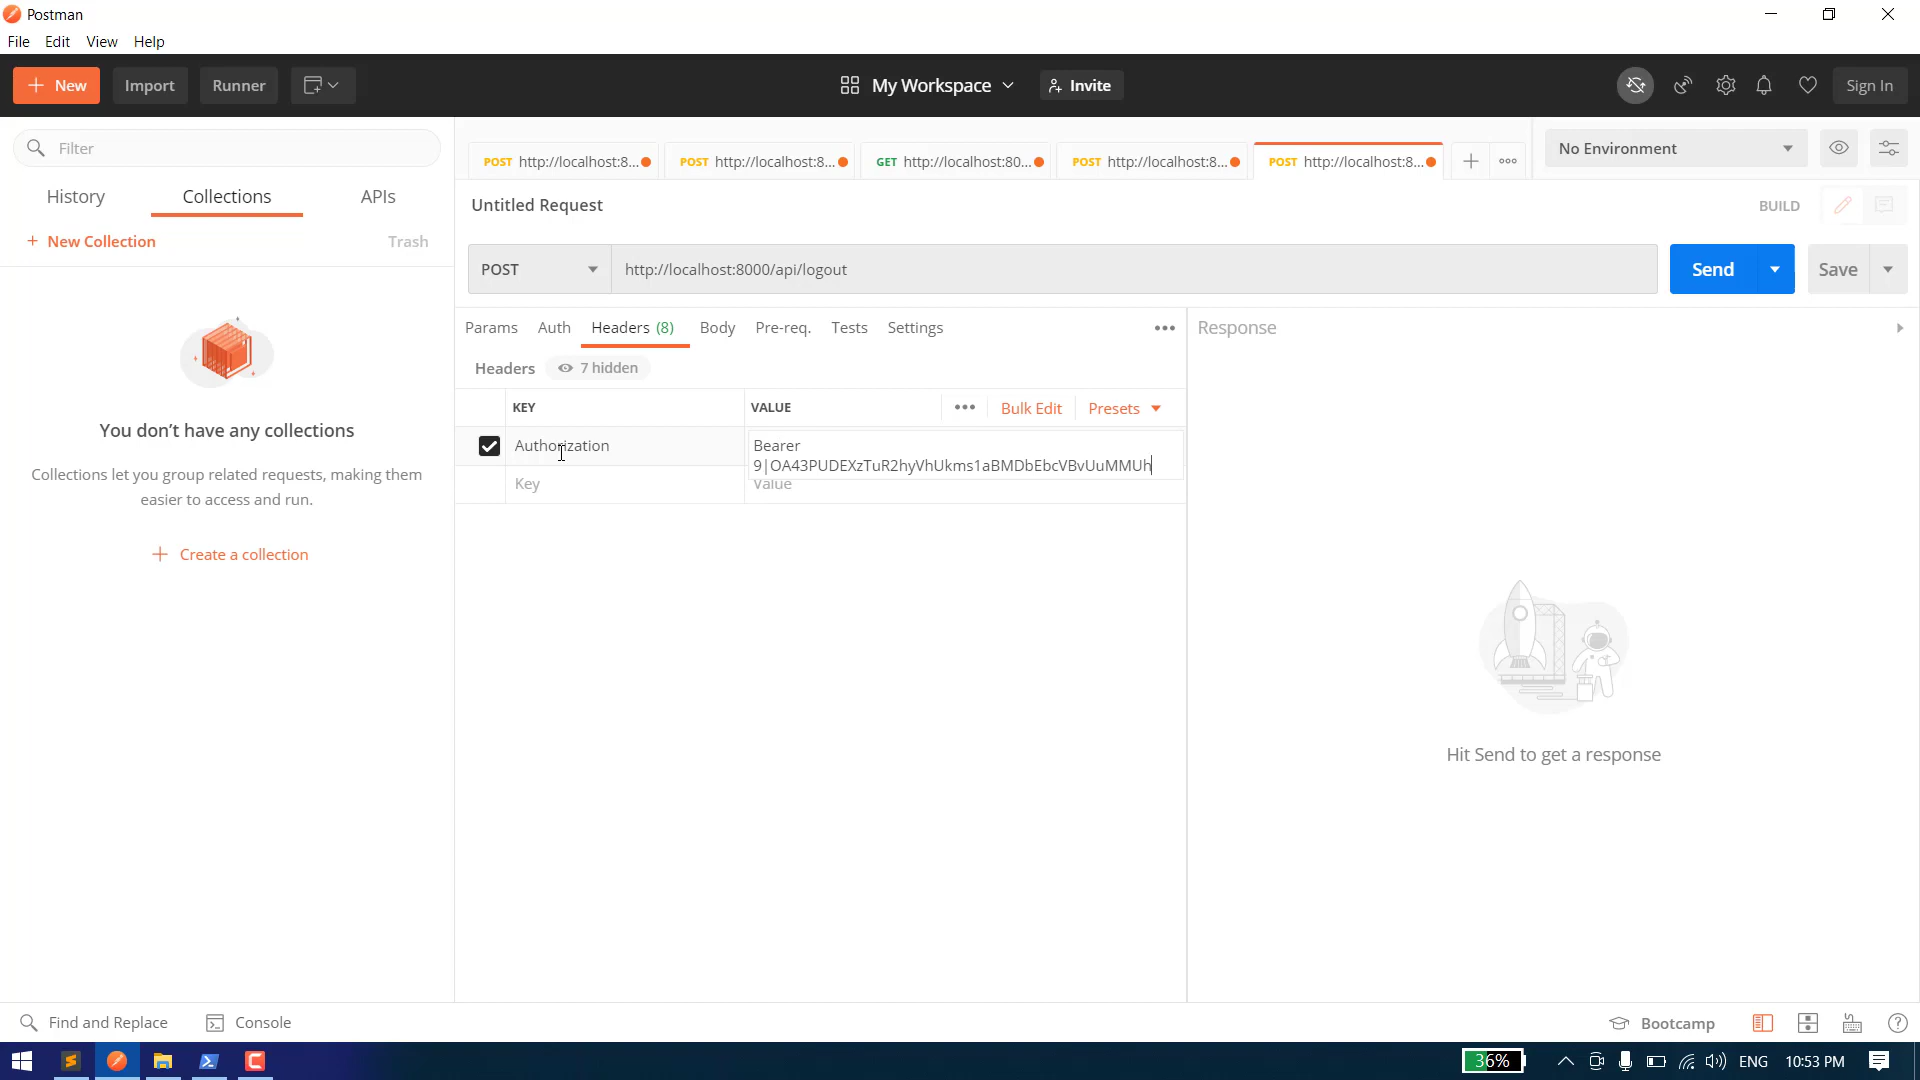 Postman
File Edit View Help
New Import Runner My Workspace Invite Sign In
Filter
History Collections APIs
+ New Collection Trash
You don't have any collections
Collections let you group related requests, making them
easier to access and run.
+ Create a collection
POST http://localhost:8... POST http://localhost:8... GET http://localhost:80... POST http://localhost:8... POST http://localhost:8... No Environment
Untitled Request BUILD
POST http://localhost:8000/api/logout Send Save
Params Auth Headers (8) Body Pre-req. Tests Settings Response
Headers 7 hidden
KEY VALUE Bulk Edit Presets
Authorization Bearer
9|OA43PUDEXzTuR2hyVhUkms1aBMDbEbcVBvUuMMUh
Key Value
Hit Send to get a response
Find and Replace Console Bootcamp
36% ENG 10:53 PM